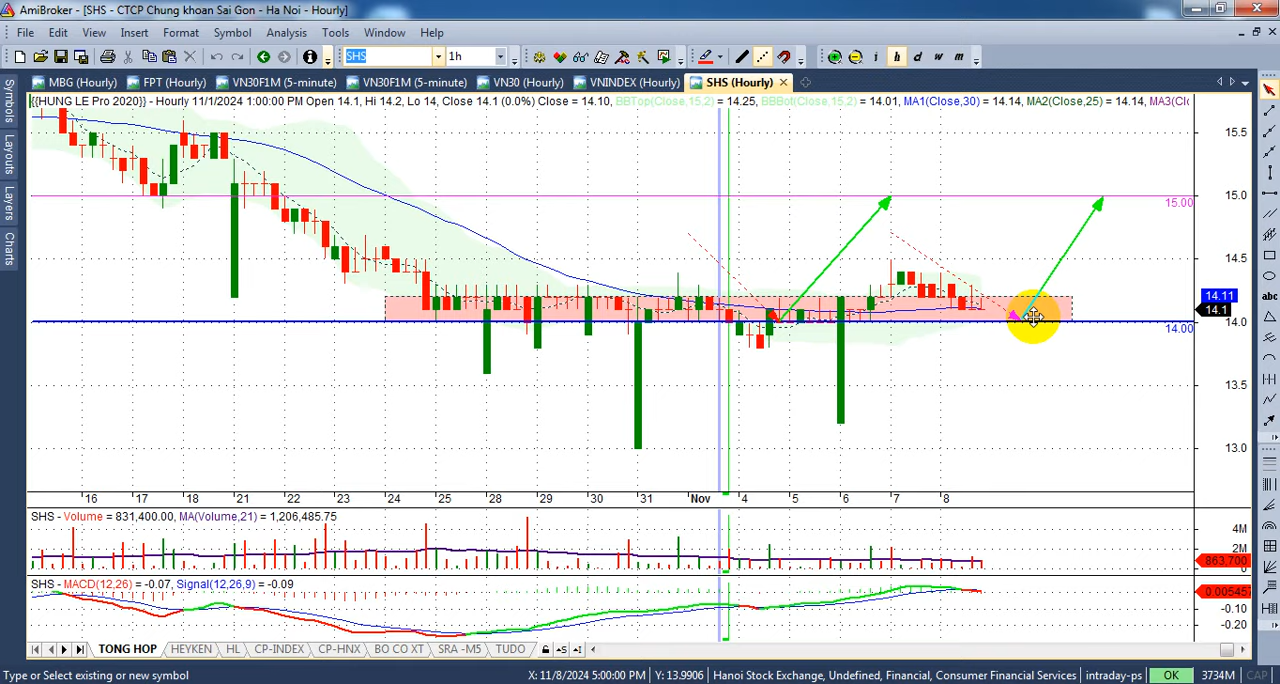 AmiBroker - [SHS - CTCP Chung khoan Sai Gon - Ha Noi - Hourly]
File Edit View Insert Format Symbol Analysis Tools Window Help
SHS 1h i h d w m
MBG (Hourly) FPT (Hourly) VN30F1M (5-minute) VN30F1M (5-minute) VN30 (Hourly) VNINDEX (Hourly) SHS (Hourly)
Symbols
Layouts
Layers
Charts
{{HUNG LE Pro 2020}} - Hourly 11/1/2024 1:00:00 PM Open 14.1, Hi 14.2, Lo 14, Close 14.1 (0.0%) Close = 14.10, BBTop(Close,15.2) = 14.25, BBBot(Close,15.2) = 14.01, MA1(Close,30) = 14.14, MA2(Close,25) = 14.14, MA3(Clo
15.5
15.0
15.00
14.5
14.11
14.1
14.0
14.00
13.5
13.0
16 17 18 21 22 23 24 25 28 29 30 31 Nov 4 5 6 7 8
SHS - Volume = 831,400.00, MA(Volume,21) = 1,206,485.75
4M
2M
863,700
SHS - MACD(12,26) = -0.07, Signal(12,26,9) = -0.09
0.005457
-0.10
-0.20
abc
TONG HOP HEYKEN HL CP-INDEX CP-HNX BO CO XT SRA -M5 TUDO
Type or Select existing or new symbol X: 11/8/2024 5:00:00 PM Y: 13.9906 Hanoi Stock Exchange, Undefined, Financial, Consumer Financial Services intraday-ps OK 3734M CAP